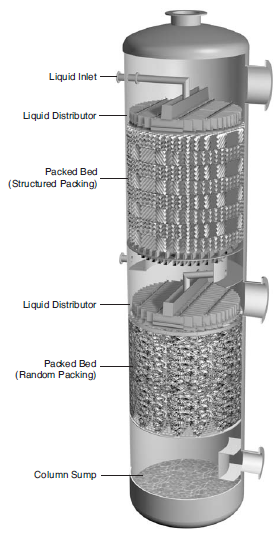 Liquid Inlet
Liquid Distributor
Packed Bed
(Structured Packing)
Liquid Distributor
Packed Bed
(Random Packing)
Column Sump